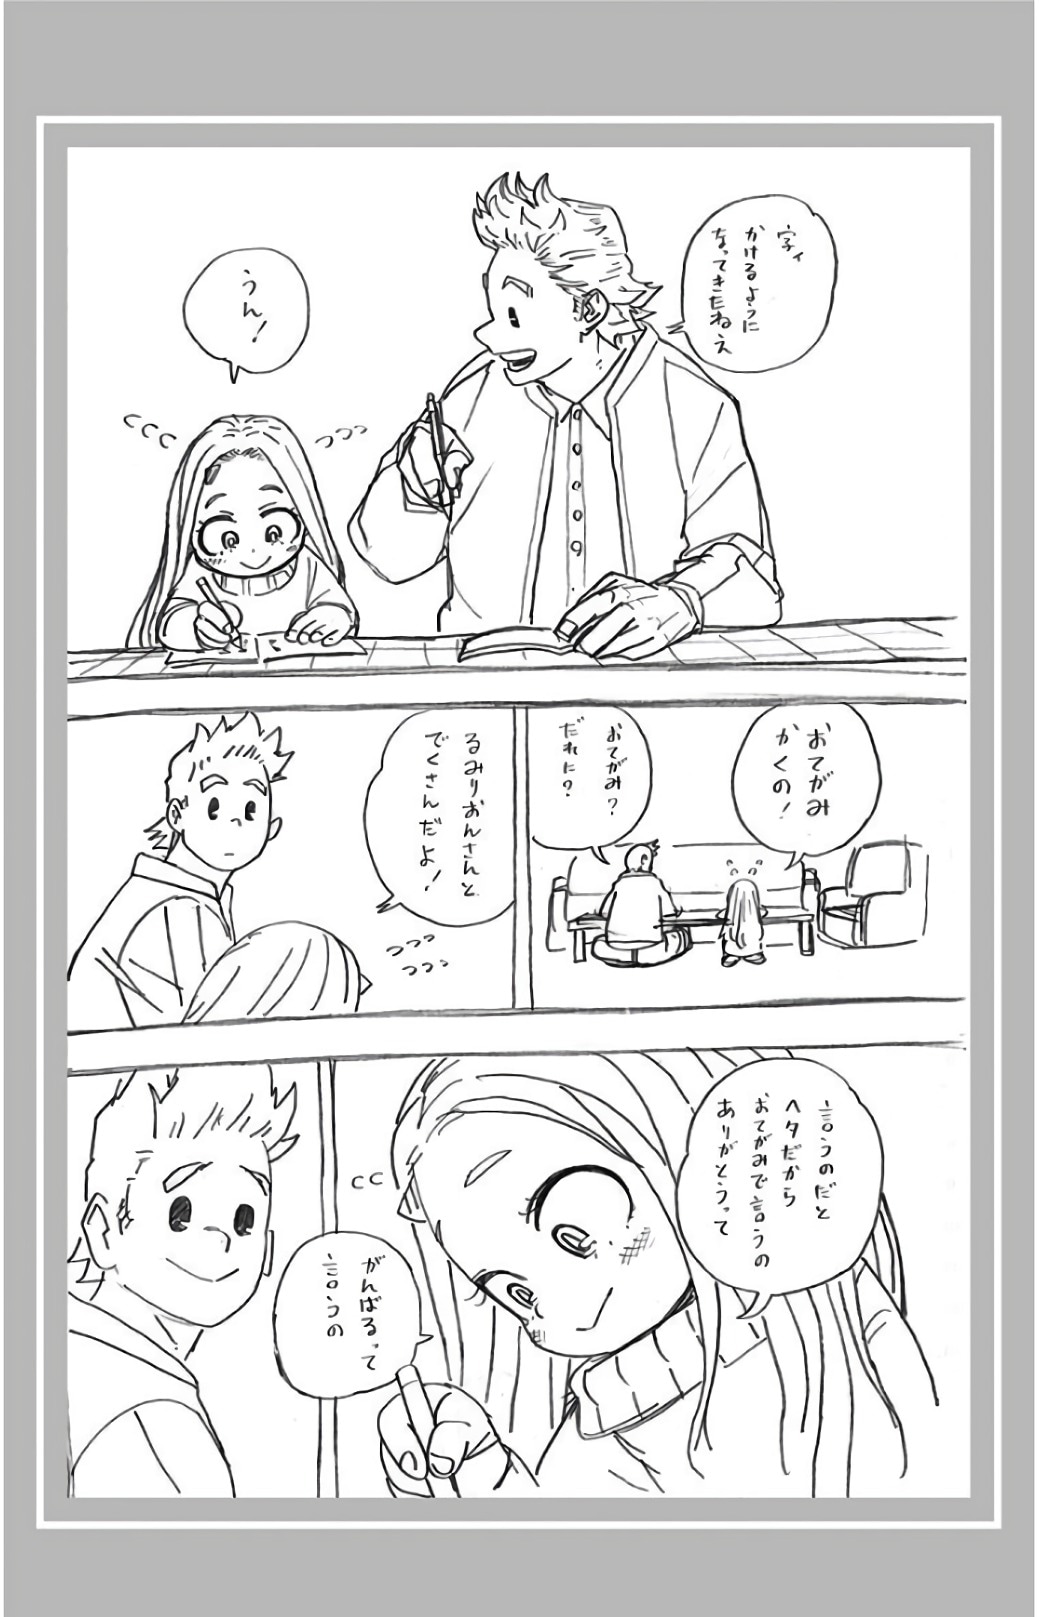 字ィ
かけるように
なってきたねえ
うん!
おてがみ
かくの!
おてがみ?
だれに?
るみりおんさんと
でくさんだよ!
言うのだと
ヘタだから
おてがみで言うの
ありがとうって
がんばるって
言うの